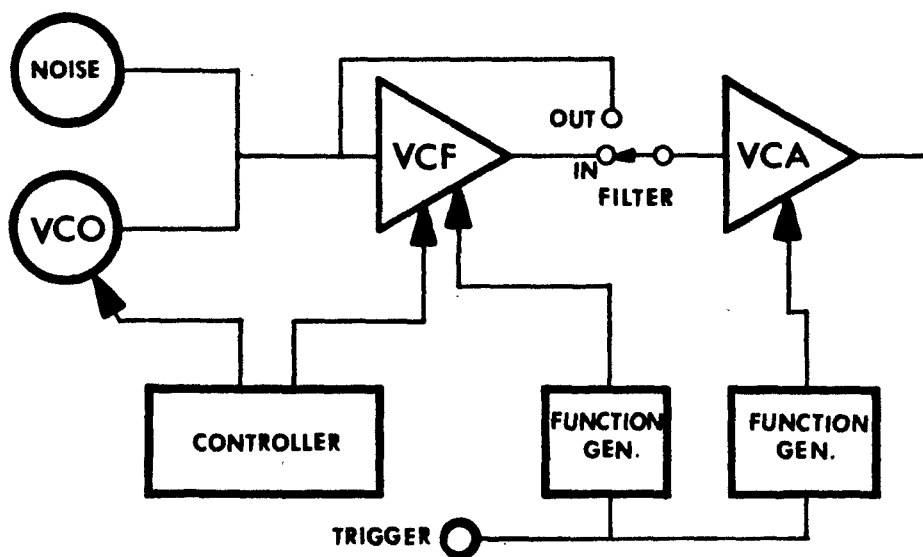 NOISE
VCO
VCF
OUT
IN
FILTER
VCA
CONTROLLER
FUNCTION
GEN.
FUNCTION
GEN.
TRIGGER